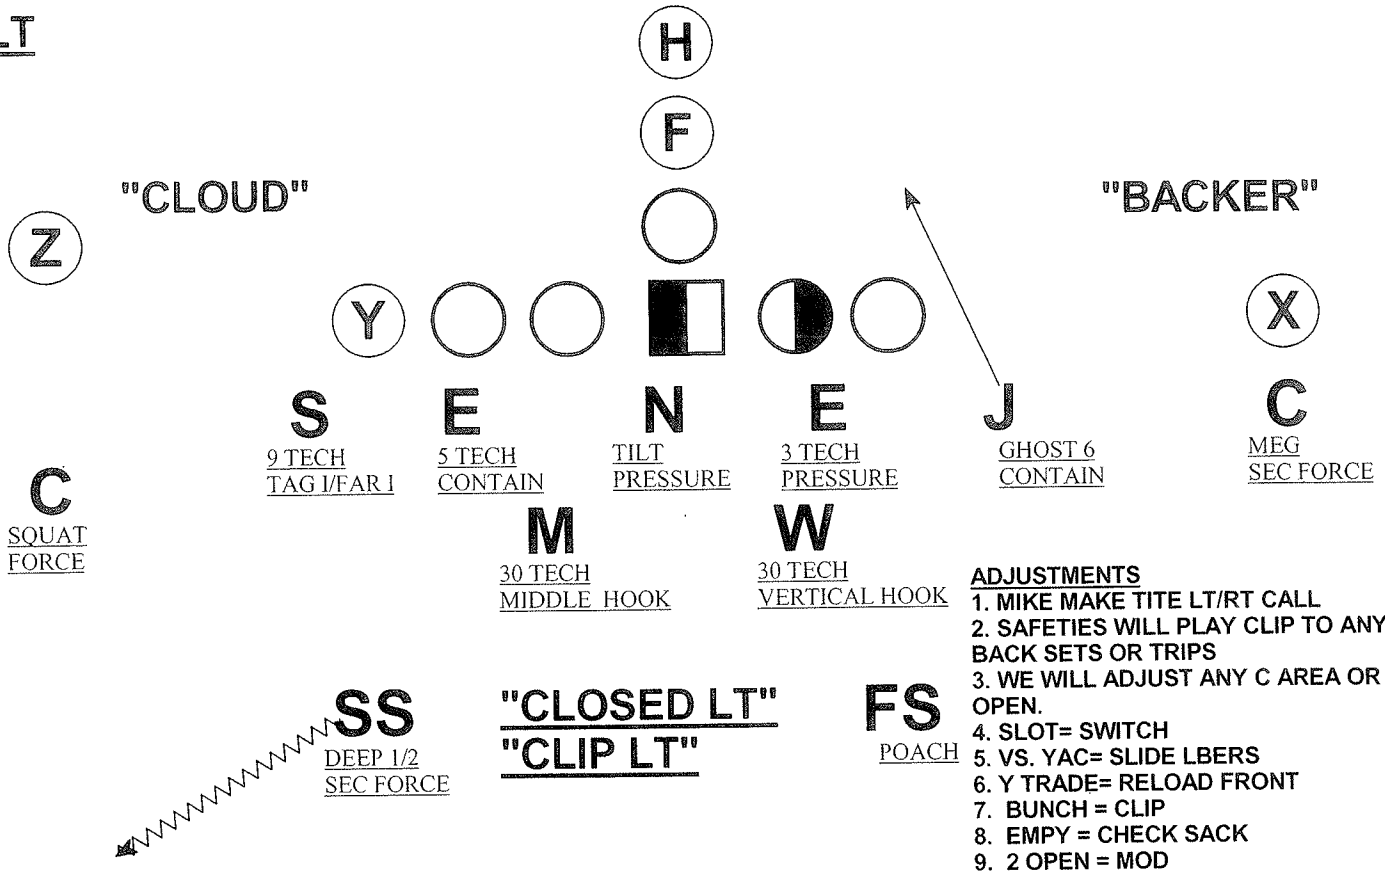 LT
H
F
"CLOUD"
"BACKER"
Z
Y
X
S
9 TECH
TAG I/FAR I
E
5 TECH
CONTAIN
N
TILT
PRESSURE
E
3 TECH
PRESSURE
J
GHOST 6
CONTAIN
C
MEG
SEC FORCE
C
SQUAT
FORCE
M
30 TECH
MIDDLE HOOK
W
30 TECH
VERTICAL HOOK
SS
DEEP 1/2
SEC FORCE
"CLOSED LT"
"CLIP LT"
FS
POACH
ADJUSTMENTS
1. MIKE MAKE TITE LT/RT CALL
2. SAFETIES WILL PLAY CLIP TO ANY
BACK SETS OR TRIPS
3. WE WILL ADJUST ANY C AREA OR
OPEN.
4. SLOT= SWITCH
5. VS. YAC= SLIDE LBERS
6. Y TRADE= RELOAD FRONT
7. BUNCH = CLIP
8. EMPY = CHECK SACK
9. 2 OPEN = MOD